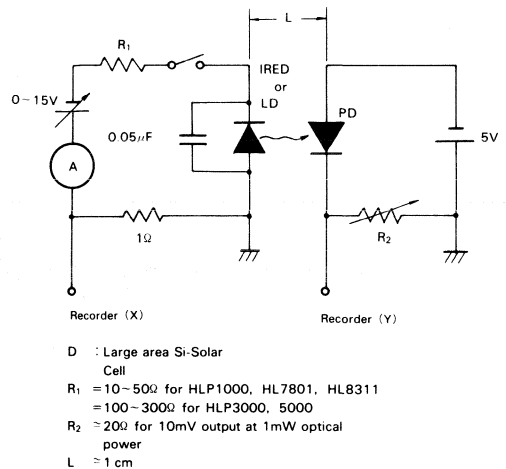 L
R₁
IRED
or
LD
0~15V
0.05μF
PD
5V
A
1Ω
R₂
Recorder (X)
Recorder (Y)
D : Large area Si-Solar
Cell
R₁ =10~50Ω for HLP1000, HL7801, HL8311
=100~300Ω for HLP3000, 5000
R₂ ≃20Ω for 10mV output at 1mW optical
power
L ≃1 cm